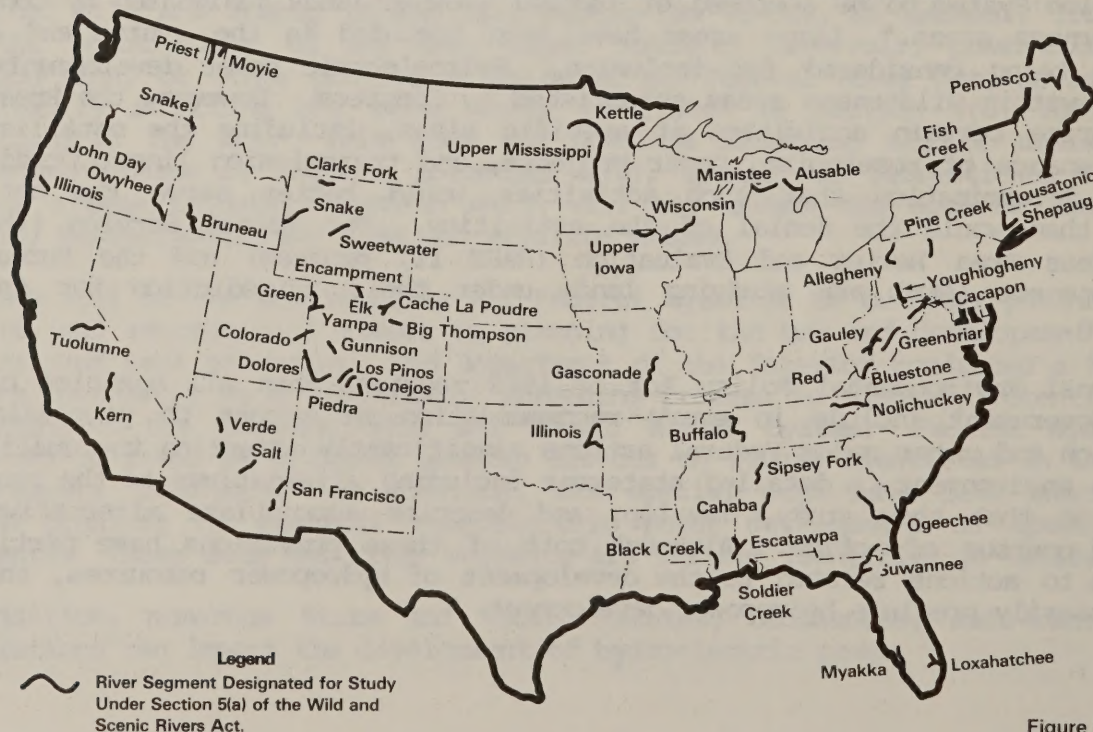 Priest
Moyie
Snake
John Day
Owyhee
Illinois
Bruneau
Clarks Fork
Snake
Sweetwater
Encampment
Green
Elk
Cache La Poudre
Yampa
Big Thompson
Colorado
Gunnison
Dolores
Los Pinos
Conejos
Piedra
Tuolumne
Kern
Verde
Salt
San Francisco
Kettle
Upper Mississippi
Wisconsin
Upper
Iowa
Manistee
Ausable
Gasconade
Illinois
Buffalo
Sipsey Fork
Cahaba
Black Creek
Escatawpa
Soldier
Creek
Penobscot
Fish
Creek
Housatonic
Shepaug
Pine Creek
Allegheny
Youghiogheny
Cacapon
Gauley
Greenbriar
Red
Bluestone
Nolichuckey
Ogeechee
Suwannee
Myakka
Loxahatchee
Legend
River Segment Designated for Study
Under Section 5(a) of the Wild and
Scenic Rivers Act.
Figure